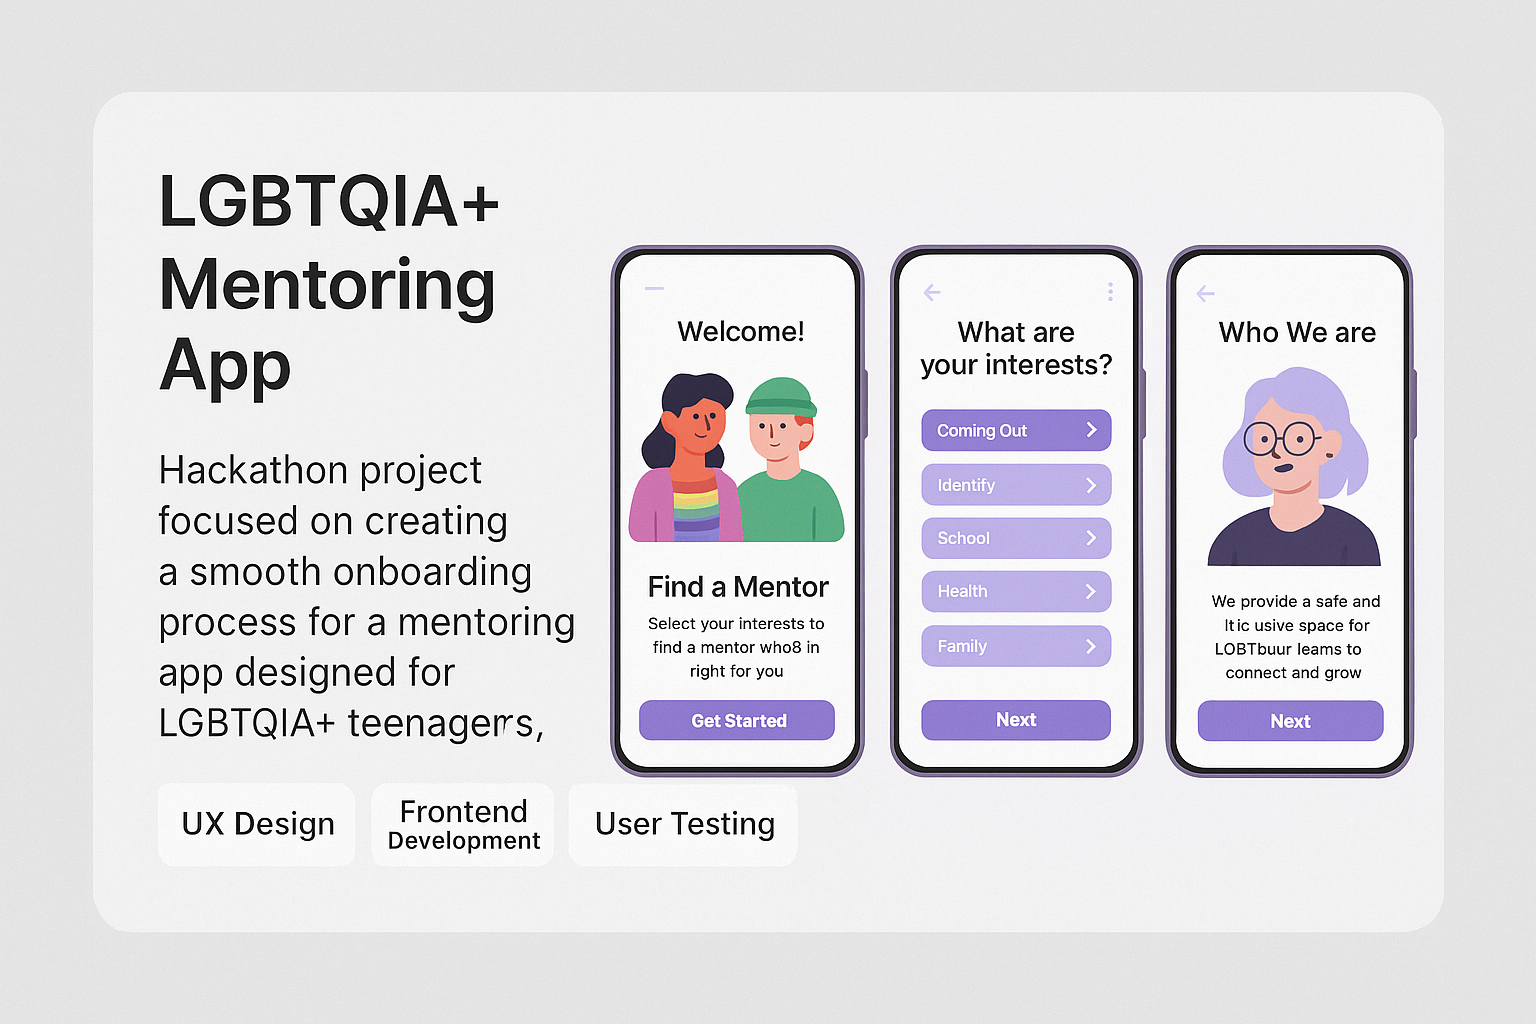 LGBTQIA+
Mentoring
App
Hackathon project
focused on creating
a smooth onboarding
process for a mentoring
app designed for
LGBTQIA+ teenagers,
UX Design
Frontend
Development
User Testing
Welcome!
Find a Mentor
Select your interests to
find a mentor who8 in
right for you
Get Started
What are
your interests?
Coming Out
Identify
School
Health
Family
Next
Who We are
We provide a safe and
It ic usive space for
LOBTbuur leams to
connect and grow
Next